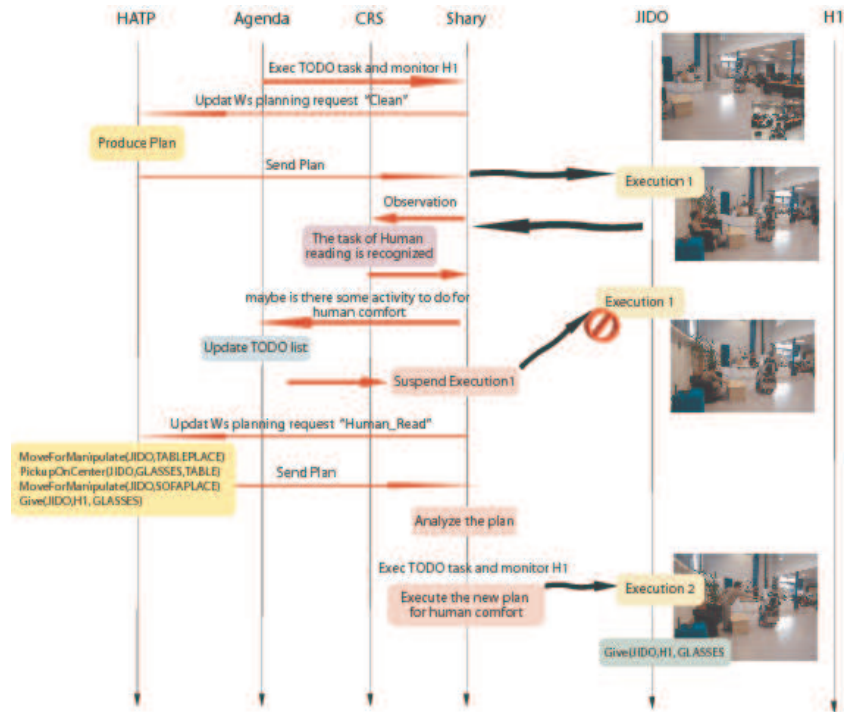 HATP Agenda CRS Shary JIDO H1
Exec TODO task and monitor H1
Updat Ws planning request "Clean"
Produce Plan
Send Plan
Execution 1
Observation
The task of Human
reading is recognized
maybe is there some activity to do for
human comfort
Execution 1
Update TODO list
Suspend Execution1
Updat Ws planning request "Human_Read"
MoveForManipulate(JIDO,TABLEPLACE)
PickupOnCenter(JIDO,GLASSES,TABLE)
MoveForManipulate(JIDO,SOFAPLACE)
Give(JIDO,H1, GLASSES)
Send Plan
Analyze the plan
Exec TODO task and monitor H1
Execute the new plan
for human comfort
Execution 2
Give(JIDO,H1, GLASSES